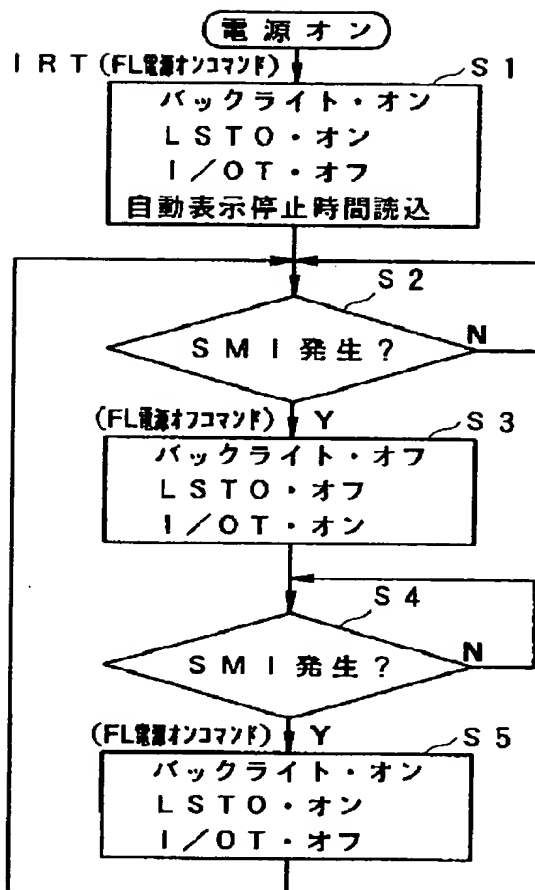 電源オン
IRT(FL電源オンコマンド) S1
バックライト・オン
LSTO・オン
I/OT・オフ
自動表示停止時間読込
S2
SMI発生? N
(FL電源オフコマンド) Y S3
バックライト・オフ
LSTO・オフ
I/OT・オン
S4
SMI発生? N
(FL電源オンコマンド) Y S5
バックライト・オン
LSTO・オン
I/OT・オフ